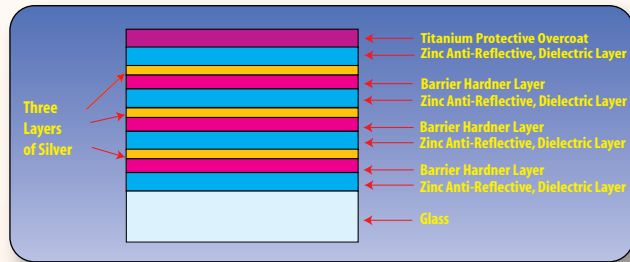 Titanium Protective Overcoat
Zinc Anti-Reflective, Dielectric Layer
Barrier Hardner Layer
Zinc Anti-Reflective, Dielectric Layer
Three
Layers
of Silver
Barrier Hardner Layer
Zinc Anti-Reflective, Dielectric Layer
Barrier Hardner Layer
Zinc Anti-Reflective, Dielectric Layer
Glass